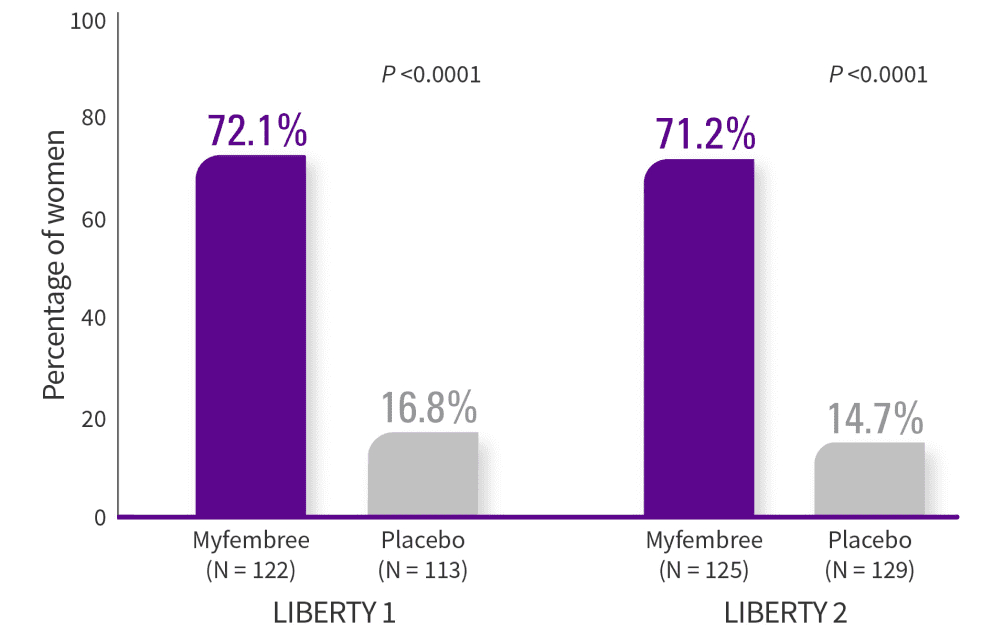 100
80
60
40
20
0
Percentage of women
P <0.0001
72.1%
16.8%
Myfembree
(N = 122)
Placebo
(N = 113)
LIBERTY 1
P <0.0001
71.2%
14.7%
Myfembree
(N = 125)
Placebo
(N = 129)
LIBERTY 2